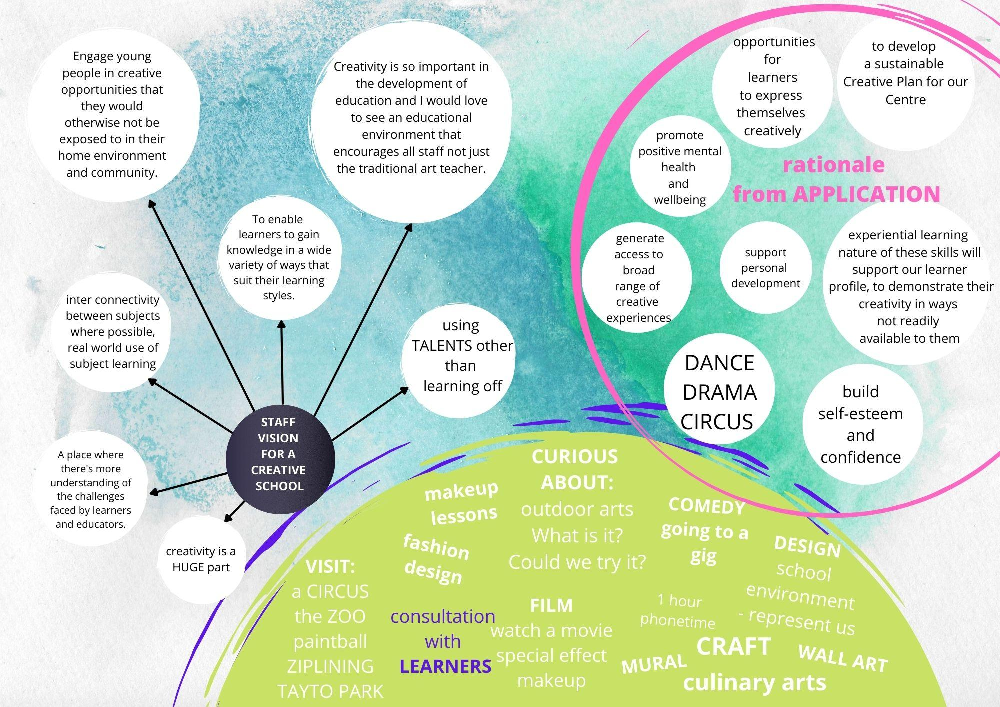 Engage young
people in creative
opportunities that
they would
otherwise not be
exposed to in their
home environment
and community.
Creativity is so important in
the development of
education and I would love
to see an educational
environment that
encourages all staff not just
the traditional art teacher.
To enable
learners to gain
knowledge in a wide
variety of ways that
suit their learning
styles.
inter connectivity
between subjects
where possible,
real world use of
subject learning
using
TALENTS other
than
learning off
A place where
there's more
understanding of
the challenges
faced by learners
and educators.
creativity is a
HUGE part
STAFF
VISION
FOR A
CREATIVE
SCHOOL
opportunities
for
learners
to express
themselves
creatively
to develop
a sustainable
Creative Plan for our
Centre
promote
positive mental
health
and
wellbeing
rationale
from APPLICATION
generate
access to
broad
range of
creative
experiences
support
personal
development
experiential learning
nature of these skills will
support our learner
profile, to demonstrate their
creativity in ways
not readily
available to them
DANCE
DRAMA
CIRCUS
build
self-esteem
and
confidence
CURIOUS
ABOUT:
outdoor arts
What is it?
Could we try it?
makeup
lessons
fashion
design
COMEDY
going to a
gig
DESIGN
school
environment
- represent us
VISIT:
a CIRCUS
the ZOO
paintball
ZIPLINING
TAYTO PARK
consultation
with
LEARNERS
FILM
watch a movie
special effect
makeup
1 hour
phonetime
MURAL
CRAFT
WALL ART
culinary arts